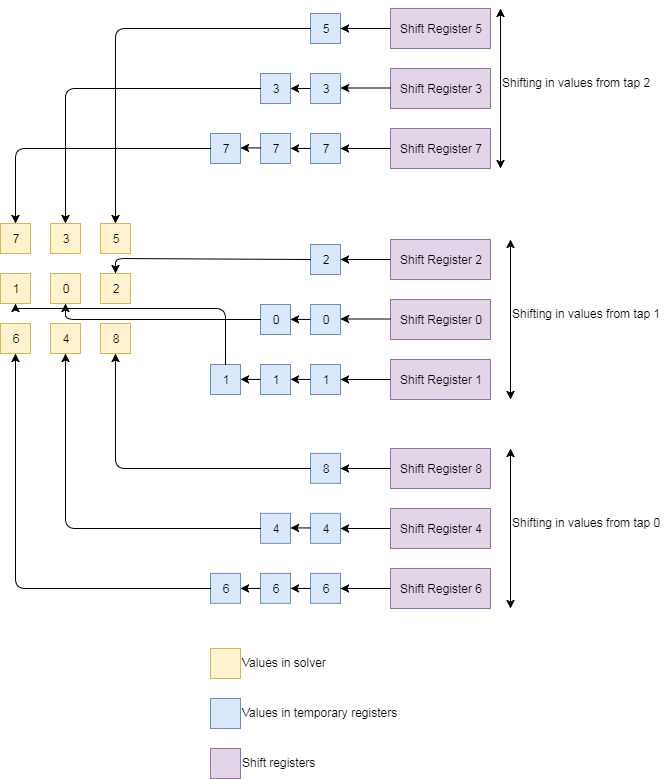 5 Shift Register 5
3 3 Shift Register 3
Shifting in values from tap 2
7 7 7 Shift Register 7
7 3 5
2 Shift Register 2
1 0 2
0 0 Shift Register 0
Shifting in values from tap 1
6 4 8
1 1 1 Shift Register 1
8 Shift Register 8
4 4 Shift Register 4
Shifting in values from tap 0
6 6 6 Shift Register 6
Values in solver
Values in temporary registers
Shift registers